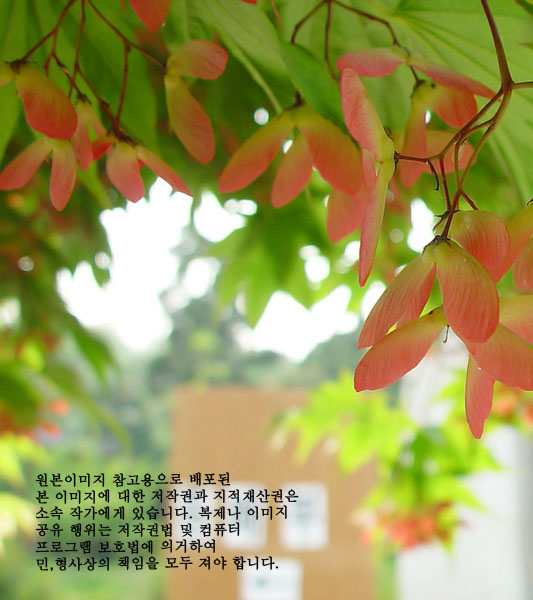 원본이미지 참고용으로 배포된
본 이미지에 대한 저작권과 지적재산권은
소속 작가에게 있습니다. 복제나 이미지
공유 행위는 저작권법 및 컴퓨터
프로그램 보호법에 의거하여
민,형사상의 책임을 모두 져야 합니다.